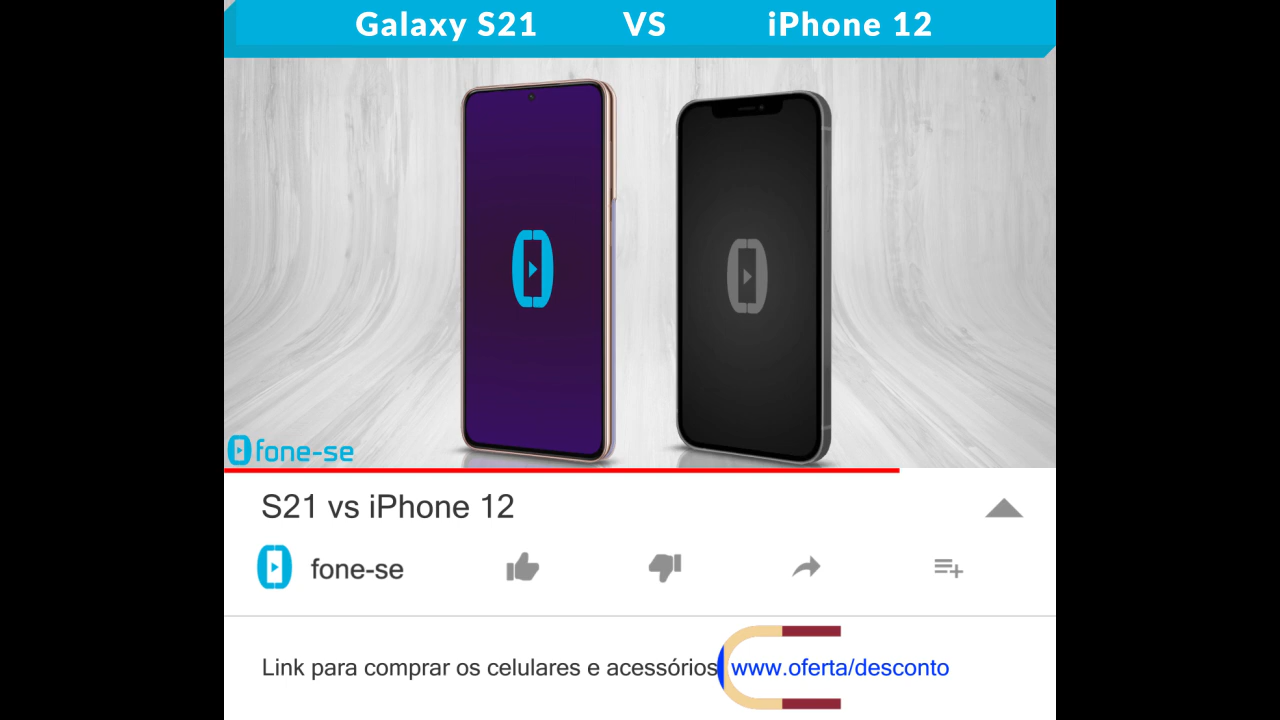 Galaxy S21 VS iPhone 12
fone-se
S21 vs iPhone 12
fone-se
Link para comprar os celulares e acessórios www.oferta/desconto